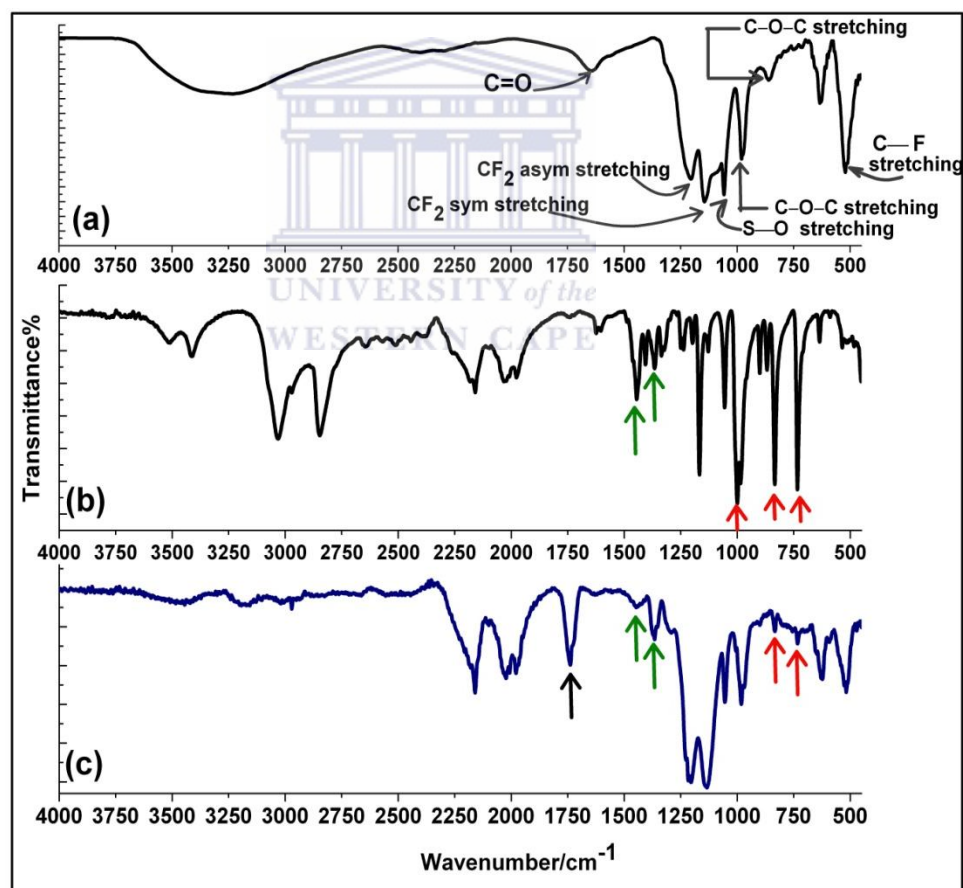 C–O–C stretching
C=O
CF2 asym stretching
C—F
stretching
CF2 sym stretching
C–O–C stretching
S—O stretching
(a)
4000 3750 3500 3250 3000 2750 2500 2250 2000 1750 1500 1250 1000 750 500
UNIVERSITY of the
WESTERN CAPE
Transmittance%
(b)
4000 3750 3500 3250 3000 2750 2500 2250 2000 1750 1500 1250 1000 750 500
(c)
4000 3750 3500 3250 3000 2750 2500 2250 2000 1750 1500 1250 1000 750 500
Wavenumber/cm⁻¹